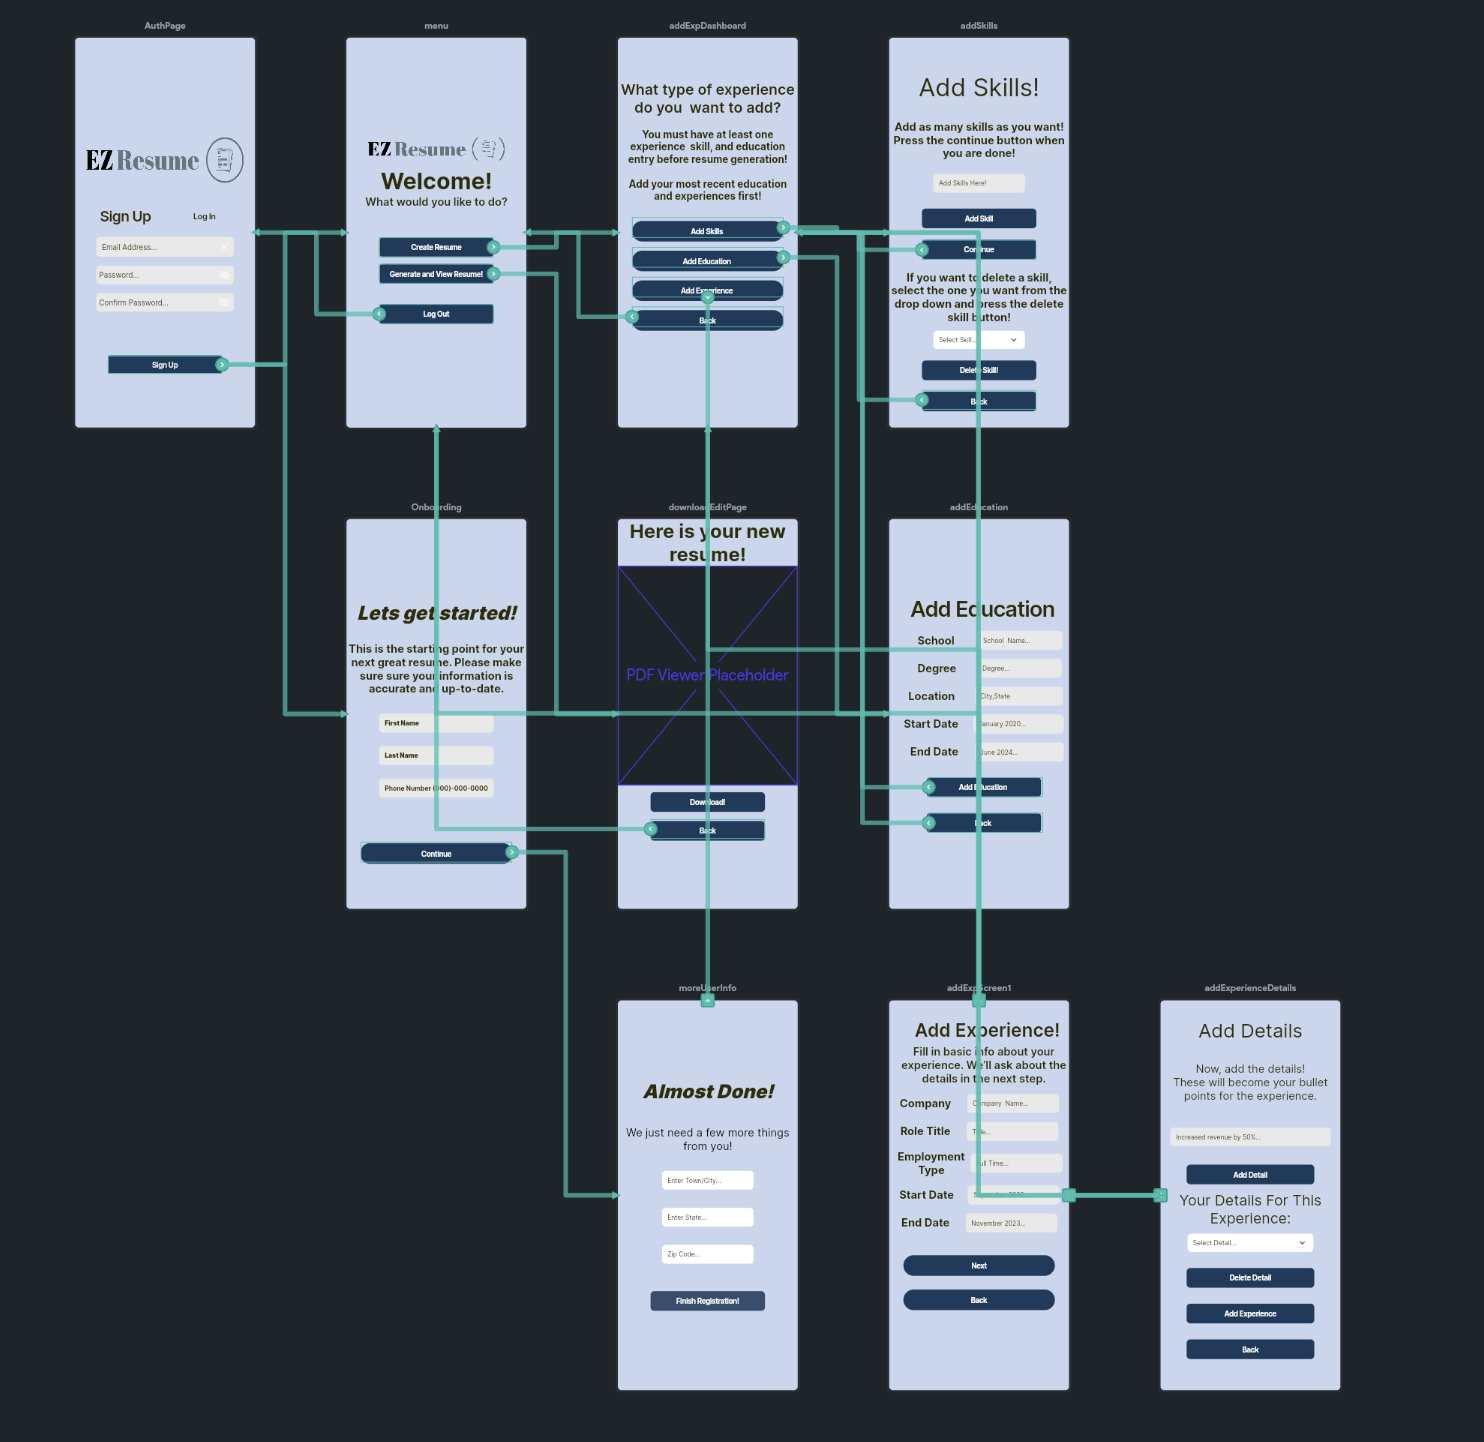 AuthPage
EZ Resume
Sign Up
Log In
Email Address...
Password...
Confirm Password...
Sign Up
menu
EZ Resume
Welcome!
What would you like to do?
Create Resume
Generate and View Resume!
Log Out
addExpDashboard
What type of experience
do you want to add?
You must have at least one
experience skill, and education
entry before resume generation!
Add your most recent education
and experiences first!
Add Skills
Add Education
Add Experience
Back
addSkills
Add Skills!
Add as many skills as you want!
Press the continue button when
you are done!
Add Skills Here!
Add Skill
Continue
If you want to delete a skill,
select the one you want from the
drop down and press the delete
skill button!
Select Skill...
Delete Skill!
Back
Onboarding
Lets get started!
This is the starting point for your
next great resume. Please make
sure sure your information is
accurate and up-to-date.
First Name
Last Name
Phone Number (000)-000-0000
Continue
downloadEditPage
Here is your new
resume!
PDF Viewer Placeholder
Download!
Back
addEducation
Add Education
School
School Name...
Degree
Degree...
Location
City,State
Start Date
January 2020...
End Date
June 2024...
Add Education
Back
moreUserInfo
Almost Done!
We just need a few more things
from you!
Enter Town/City...
Enter State...
Zip Code...
Finish Registration!
addExpScreen1
Add Experience!
Fill in basic info about your
experience. We'll ask about the
details in the next step.
Company
Company Name...
Role Title
Title...
Employment
Type
Full Time...
Start Date
End Date
November 2023...
Next
Back
addExperienceDetails
Add Details
Now, add the details!
These will become your bullet
points for the experience.
Increased revenue by 50%...
Add Detail
Your Details For This
Experience:
Select Detail...
Delete Detail
Add Experience
Back